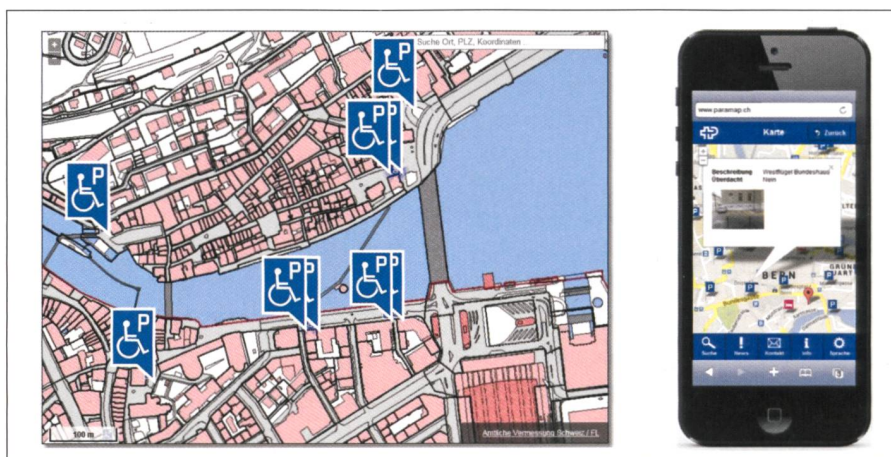 Suche Ort, PLZ, Koordinaten
P
P
P
P
P
P
P
100 m
Amtliche Vermessung Schweiz / FL
www.paramap.ch
Karte
Zurück
Beschreibung Westflügel Bundeshaus
Überdacht Nein
BERN
Suche News Kontakt Info Sprache